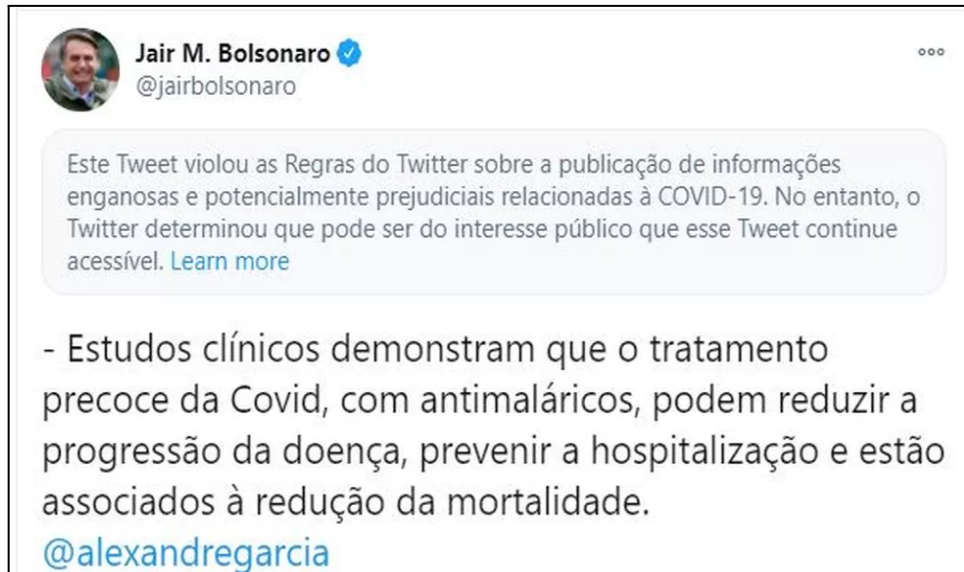 Jair M. Bolsonaro
@jairbolsonaro
Este Tweet violou as Regras do Twitter sobre a publicação de informações
enganosas e potencialmente prejudiciais relacionadas à COVID-19. No entanto, o
Twitter determinou que pode ser do interesse público que esse Tweet continue
acessível. Learn more
- Estudos clínicos demonstram que o tratamento
precoce da Covid, com antimaláricos, podem reduzir a
progressão da doença, prevenir a hospitalização e estão
associados à redução da mortalidade.
@alexandregarcia